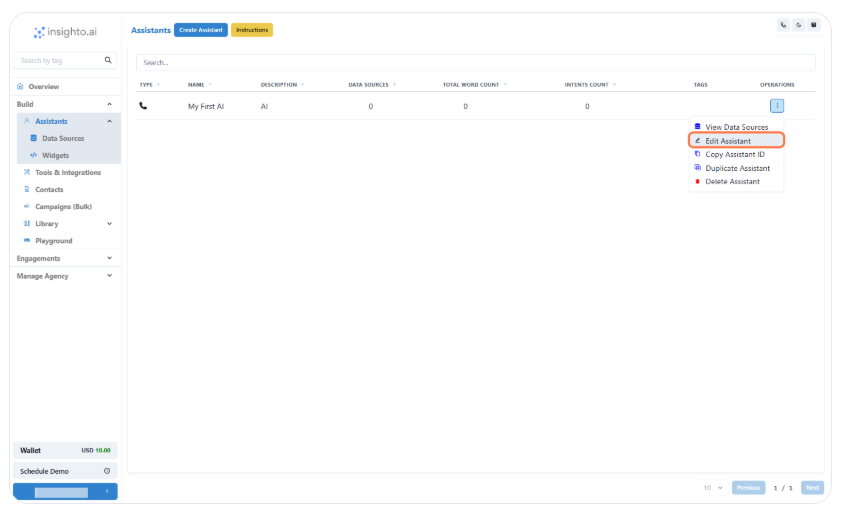 insighto.ai
Assistants Create Assistant Instructions
Search by tag
Search...
Overview
TYPE NAME DESCRIPTION DATA SOURCES TOTAL WORD COUNT INTENTS COUNT TAGS OPERATIONS
Build
My First AI AI 0 0 0
Assistants
View Data Sources
Data Sources
Edit Assistant
Widgets
Copy Assistant ID
Tools & Integrations
Duplicate Assistant
Contacts
Delete Assistant
Campaigns (Bulk)
Library
Playground
Engagements
Manage Agency
Wallet USD 10.00
Schedule Demo
10 Previous 1 / 1 Next